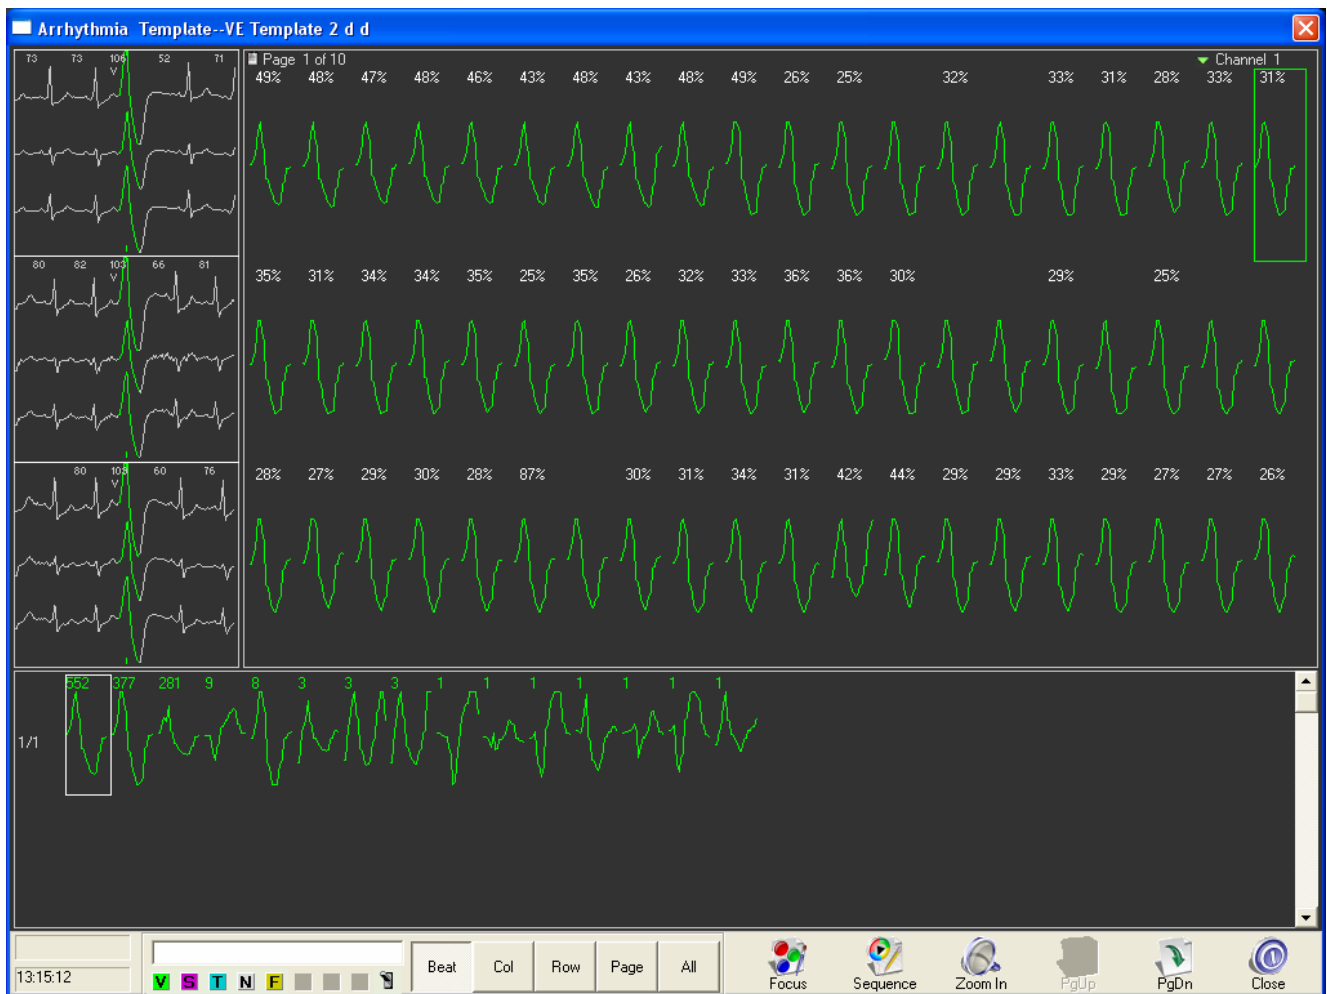 Arrhythmia Template--VE Template 2 d d
73 73 106 52 71
V
80 82 103 66 81
V
80 103 60 76
V
Page 1 of 10 Channel 1
49% 48% 47% 48% 46% 43% 48% 43% 48% 49% 26% 25% 32% 33% 31% 28% 33% 31%
35% 31% 34% 34% 35% 25% 35% 26% 32% 33% 36% 36% 30% 29% 25%
28% 27% 29% 30% 28% 87% 30% 31% 34% 31% 42% 44% 29% 29% 33% 29% 27% 27% 26%
552 377 281 9 8 3 3 3 1 1 1 1 1 1 1
1/1
13:15:12
V S T N F
Beat Col Row Page All
Focus Sequence Zoom In PgUp PgDn Close